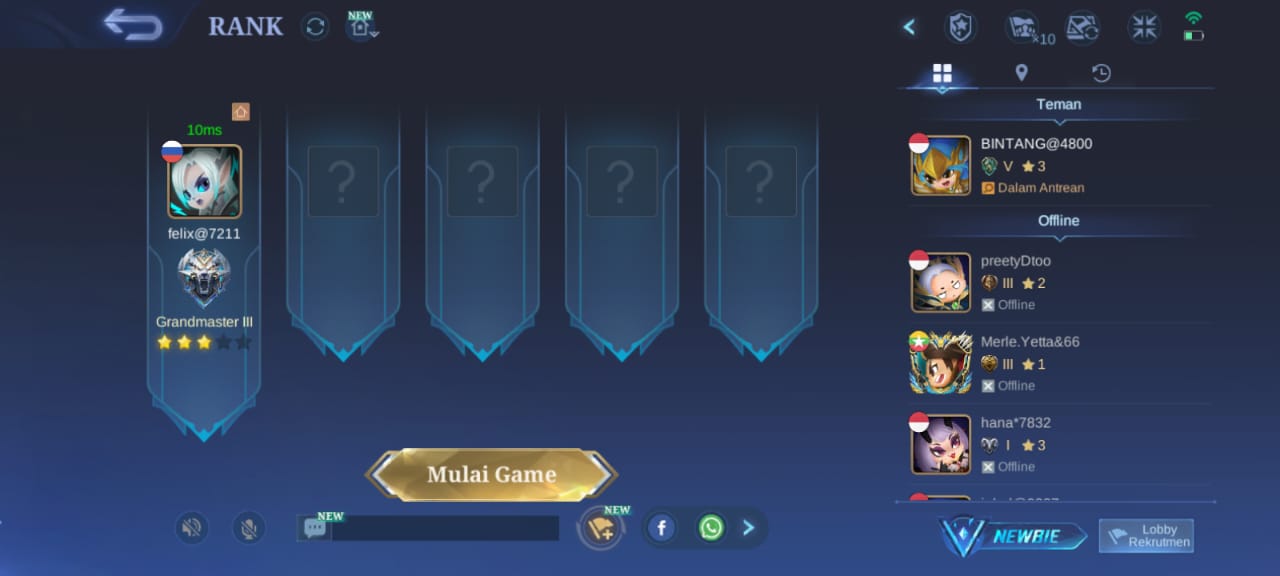 RANK
NEW
×10
10ms
felix@7211
Grandmaster III
Mulai Game
NEW
NEW
Teman
BINTANG@4800
V 3
Dalam Antrean
Offline
preetyDtoo
III 2
Offline
Merle.Yetta&66
III 1
Offline
hana*7832
I 3
Offline
NEWBIE
Lobby
Rekrutmen